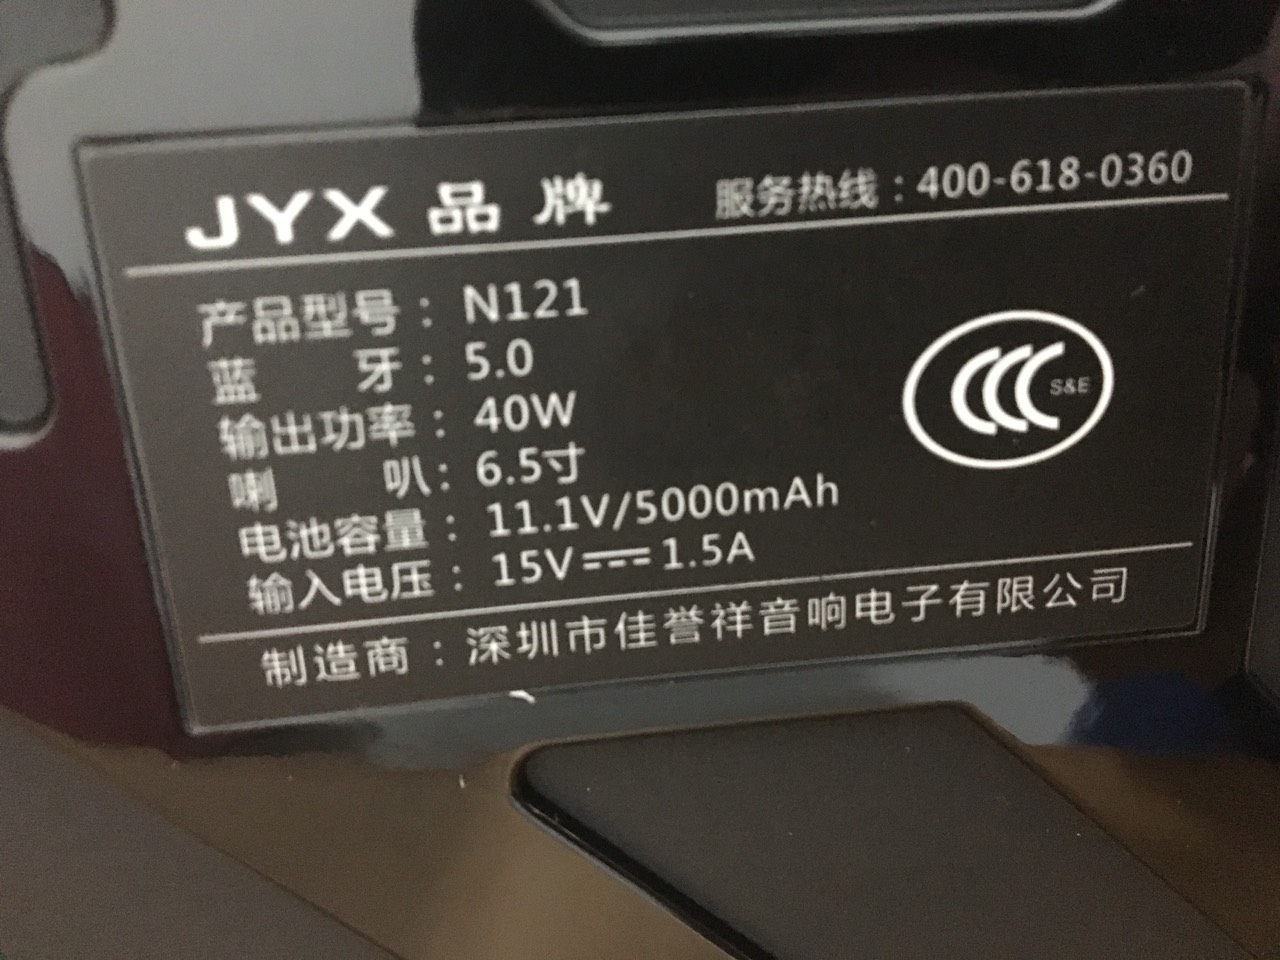 JYX 品牌 服务热线：400-618-0360
产品型号：N121
蓝牙：5.0
输出功率：40W
喇叭：6.5寸
电池容量：11.1V/5000mAh
输入电压：15V⎓1.5A
CCC S&E
制造商：深圳市佳誉祥音响电子有限公司